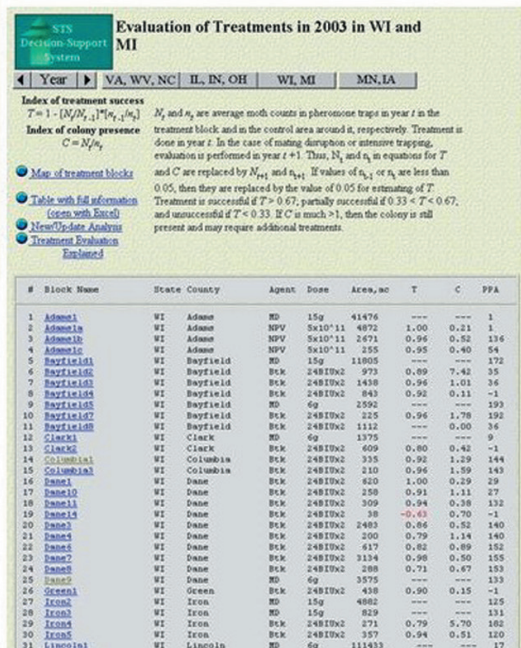 STS
Decision-Support
System
Evaluation of Treatments in 2003 in WI and
MI
Year
VA, WV, NC
IL, IN, OH
WI, MI
MN,IA
Index of treatment success
T = 1 - [Nt/Nt-1]*[nt-1/nt]
Index of colony presence
C = Nt/nt
Nt and nt are average moth counts in pheromone traps in year t in the
treatment block and in the control area around it, respectively. Treatment is
done in year t. In the case of mating disruption or intensive trapping,
evaluation is performed in year t +1. Thus, Nt and nt in equations for T
and C are replaced by Nt+1 and nt+1. If values of nt-1 or nt are less than
0.05, then they are replaced by the value of 0.05 for estimating of T.
Treatment is successful if T > 0.67, partially successful if 0.33 < T < 0.67,
and unsuccessful if T < 0.33. If C is much >1, then the colony is still
present and may require additional treatments.
Map of treatment blocks
Table with full information
(open with Excel)
New/Update Analysis
Treatment Evaluation
Explained
# Block Name State County Agent Dose Area,ac T C PPA
1 Adams1 WI Adams MD 15g 41476 --- --- 1
2 Adams1a WI Adams NPV 5x10^11 4872 1.00 0.21 1
3 Adams1b WI Adams NPV 5x10^11 2671 0.96 0.52 136
4 Adams1c WI Adams NPV 5x10^11 255 0.95 0.40 54
5 Bayfield1 WI Bayfield MD 15g 11805 --- --- 172
6 Bayfield2 WI Bayfield Btk 24BIUx2 973 0.89 7.42 35
7 Bayfield3 WI Bayfield Btk 24BIUx2 1438 0.96 1.01 36
8 Bayfield4 WI Bayfield Btk 24BIUx2 843 0.92 0.11 -1
9 Bayfield5 WI Bayfield MD 6g 2592 --- --- 193
10 Bayfield7 WI Bayfield Btk 24BIUx2 225 0.96 1.78 192
11 Bayfield8 WI Bayfield Btk 24BIUx2 1112 --- 0.00 36
12 Clark1 WI Clark MD 6g 1375 --- --- 9
13 Clark2 WI Clark Btk 24BIUx2 609 0.80 0.42 -1
14 Columbia1 WI Columbia Btk 24BIUx2 335 0.92 1.29 144
15 Columbia3 WI Columbia Btk 24BIUx2 210 0.96 1.59 143
16 Dane1 WI Dane Btk 24BIUx2 620 1.00 0.29 29
17 Dane10 WI Dane Btk 24BIUx2 258 0.91 1.11 27
18 Dane11 WI Dane Btk 24BIUx2 309 0.94 0.38 132
19 Dane14 WI Dane Btk 24BIUx2 38 -0.63 0.70 -1
20 Dane3 WI Dane Btk 24BIUx2 2483 0.86 0.52 140
21 Dane4 WI Dane Btk 24BIUx2 200 0.79 1.14 140
22 Dane6 WI Dane Btk 24BIUx2 617 0.82 0.89 152
23 Dane7 WI Dane Btk 24BIUx2 3134 0.98 0.50 155
24 Dane8 WI Dane Btk 24BIUx2 288 0.71 0.67 153
25 Dane9 WI Dane MD 6g 3575 --- --- 133
26 Green1 WI Green Btk 24BIUx2 438 0.90 0.15 -1
27 Iron2 WI Iron MD 15g 4882 --- --- 125
28 Iron3 WI Iron MD 15g 829 --- --- 131
29 Iron4 WI Iron Btk 24BIUx2 271 0.79 5.70 182
30 Iron5 WI Iron Btk 24BIUx2 357 0.94 0.51 120
31 Lincoln1 WI Lincoln MD 6g 111433 --- --- 17